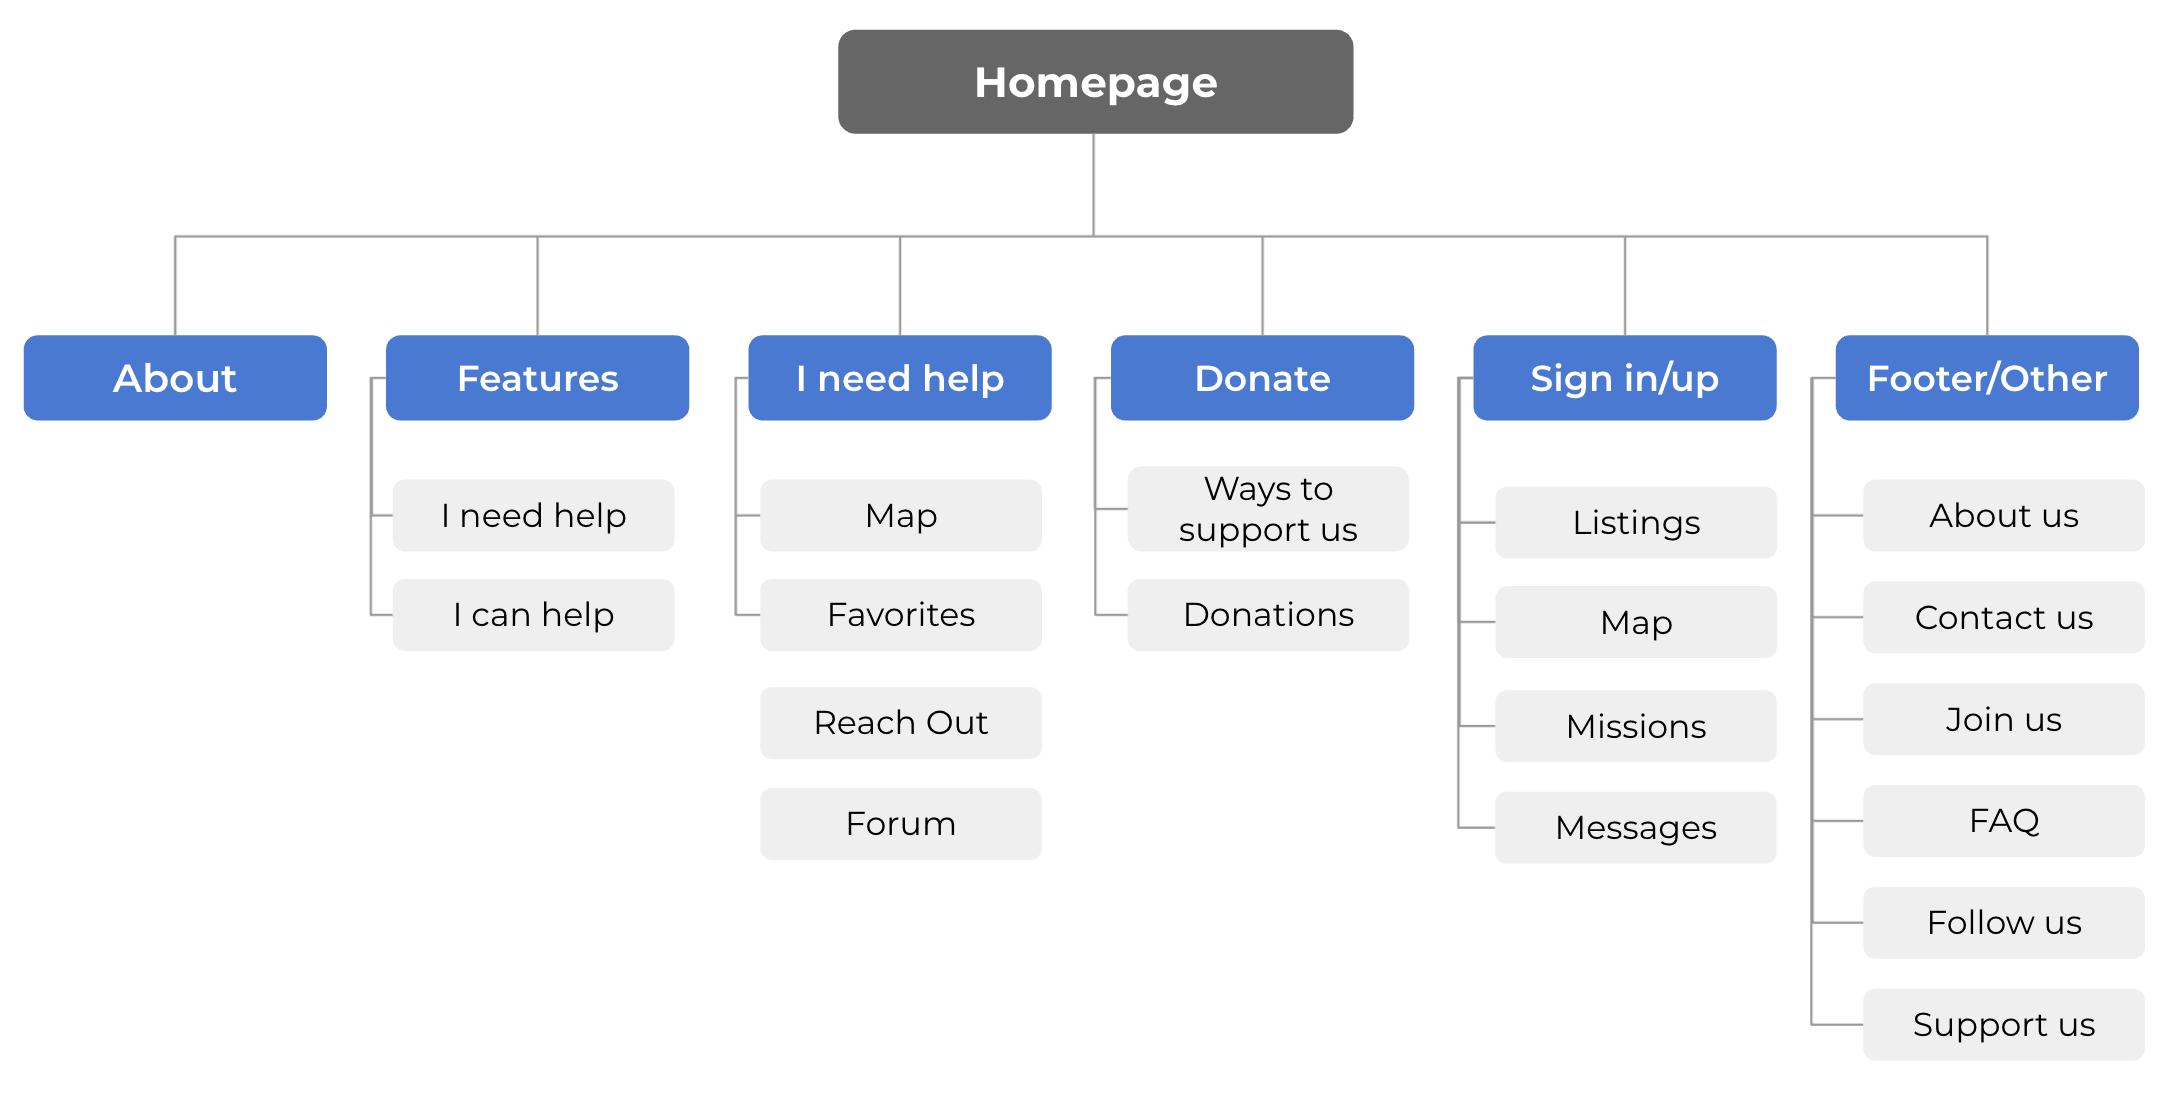 Homepage
About
Features
I need help
I can help
I need help
Map
Favorites
Reach Out
Forum
Donate
Ways to
support us
Donations
Sign in/up
Listings
Map
Missions
Messages
Footer/Other
About us
Contact us
Join us
FAQ
Follow us
Support us